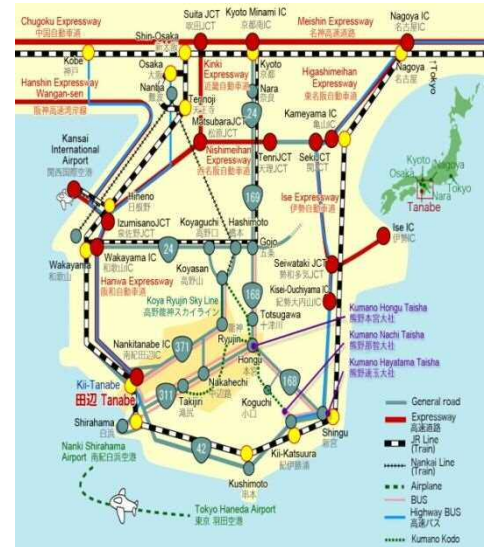 Chugoku Expressway
中国自動車道
Suita JCT
吹田JCT
Kyoto Minami IC
京都南IC
Meishin Expressway
名神高速道路
Nagoya IC
名古屋IC
Shin-Osaka
新大阪
Kobe
神戸
Osaka
大阪
Kinki
Expressway
近畿自動車道
Kyoto
京都
Higashimeihan
Expressway
東名阪自動車道
Nagoya
名古屋
To Tokyo
Hanshin Expressway
Wangan-sen
阪神高速湾岸線
Nanba
難波
Tennoji
天王寺
Nara
奈良
24
Kameyama IC
亀山IC
MatsubaraJCT
松原JCT
Kansai
International
Airport
関西国際空港
Nishimeihan
Expressway
西名阪自動車道
TenriJCT
天理JCT
SekiJCT
関JCT
Kyoto
Nagoya
Osaka
Tokyo
Nara
Tanabe
Hineno
日根野
169
Ise Expressway
伊勢自動車道
IzumisanoJCT
泉佐野JCT
Koyaguchi
高野口
Hashimoto
橋本
Ise IC
伊勢IC
Wakayama
和歌山
Wakayama IC
和歌山IC
24
Gojo
五条
Seiwataki JCT
勢和多気JCT
Hanwa Expressway
阪和自動車道
Koyasan
高野山
168
Kisei-Ouchiyama IC
紀勢大内山IC
Koya Ryujin Sky Line
高野龍神スカイライン
Totsugawa
十津川
Kumano Hongu Taisha
熊野本宮大社
Nankitanabe IC
南紀田辺IC
371
龍神
Ryujin
Kumano Nachi Taisha
熊野那智大社
Kii-Tanabe
田辺 Tanabe
Hongu
本宮
Kumano Hayatama Taisha
熊野速玉大社
311
Takijiri
滝尻
Nakahechi
中辺路
168
Koguchi
小口
Shirahama
白浜
Shingu
新宮
Nanki Shirahama
Airport 南紀白浜空港
42
Kii-Katsuura
紀伊勝浦
Kushimoto
串本
Tokyo Haneda Airport
東京 羽田空港
General road
Expressway
高速道路
JR Line
(Train)
Nankai Line
(Train)
Airplane
BUS
Highway BUS
高速バス
Kumano Kodo